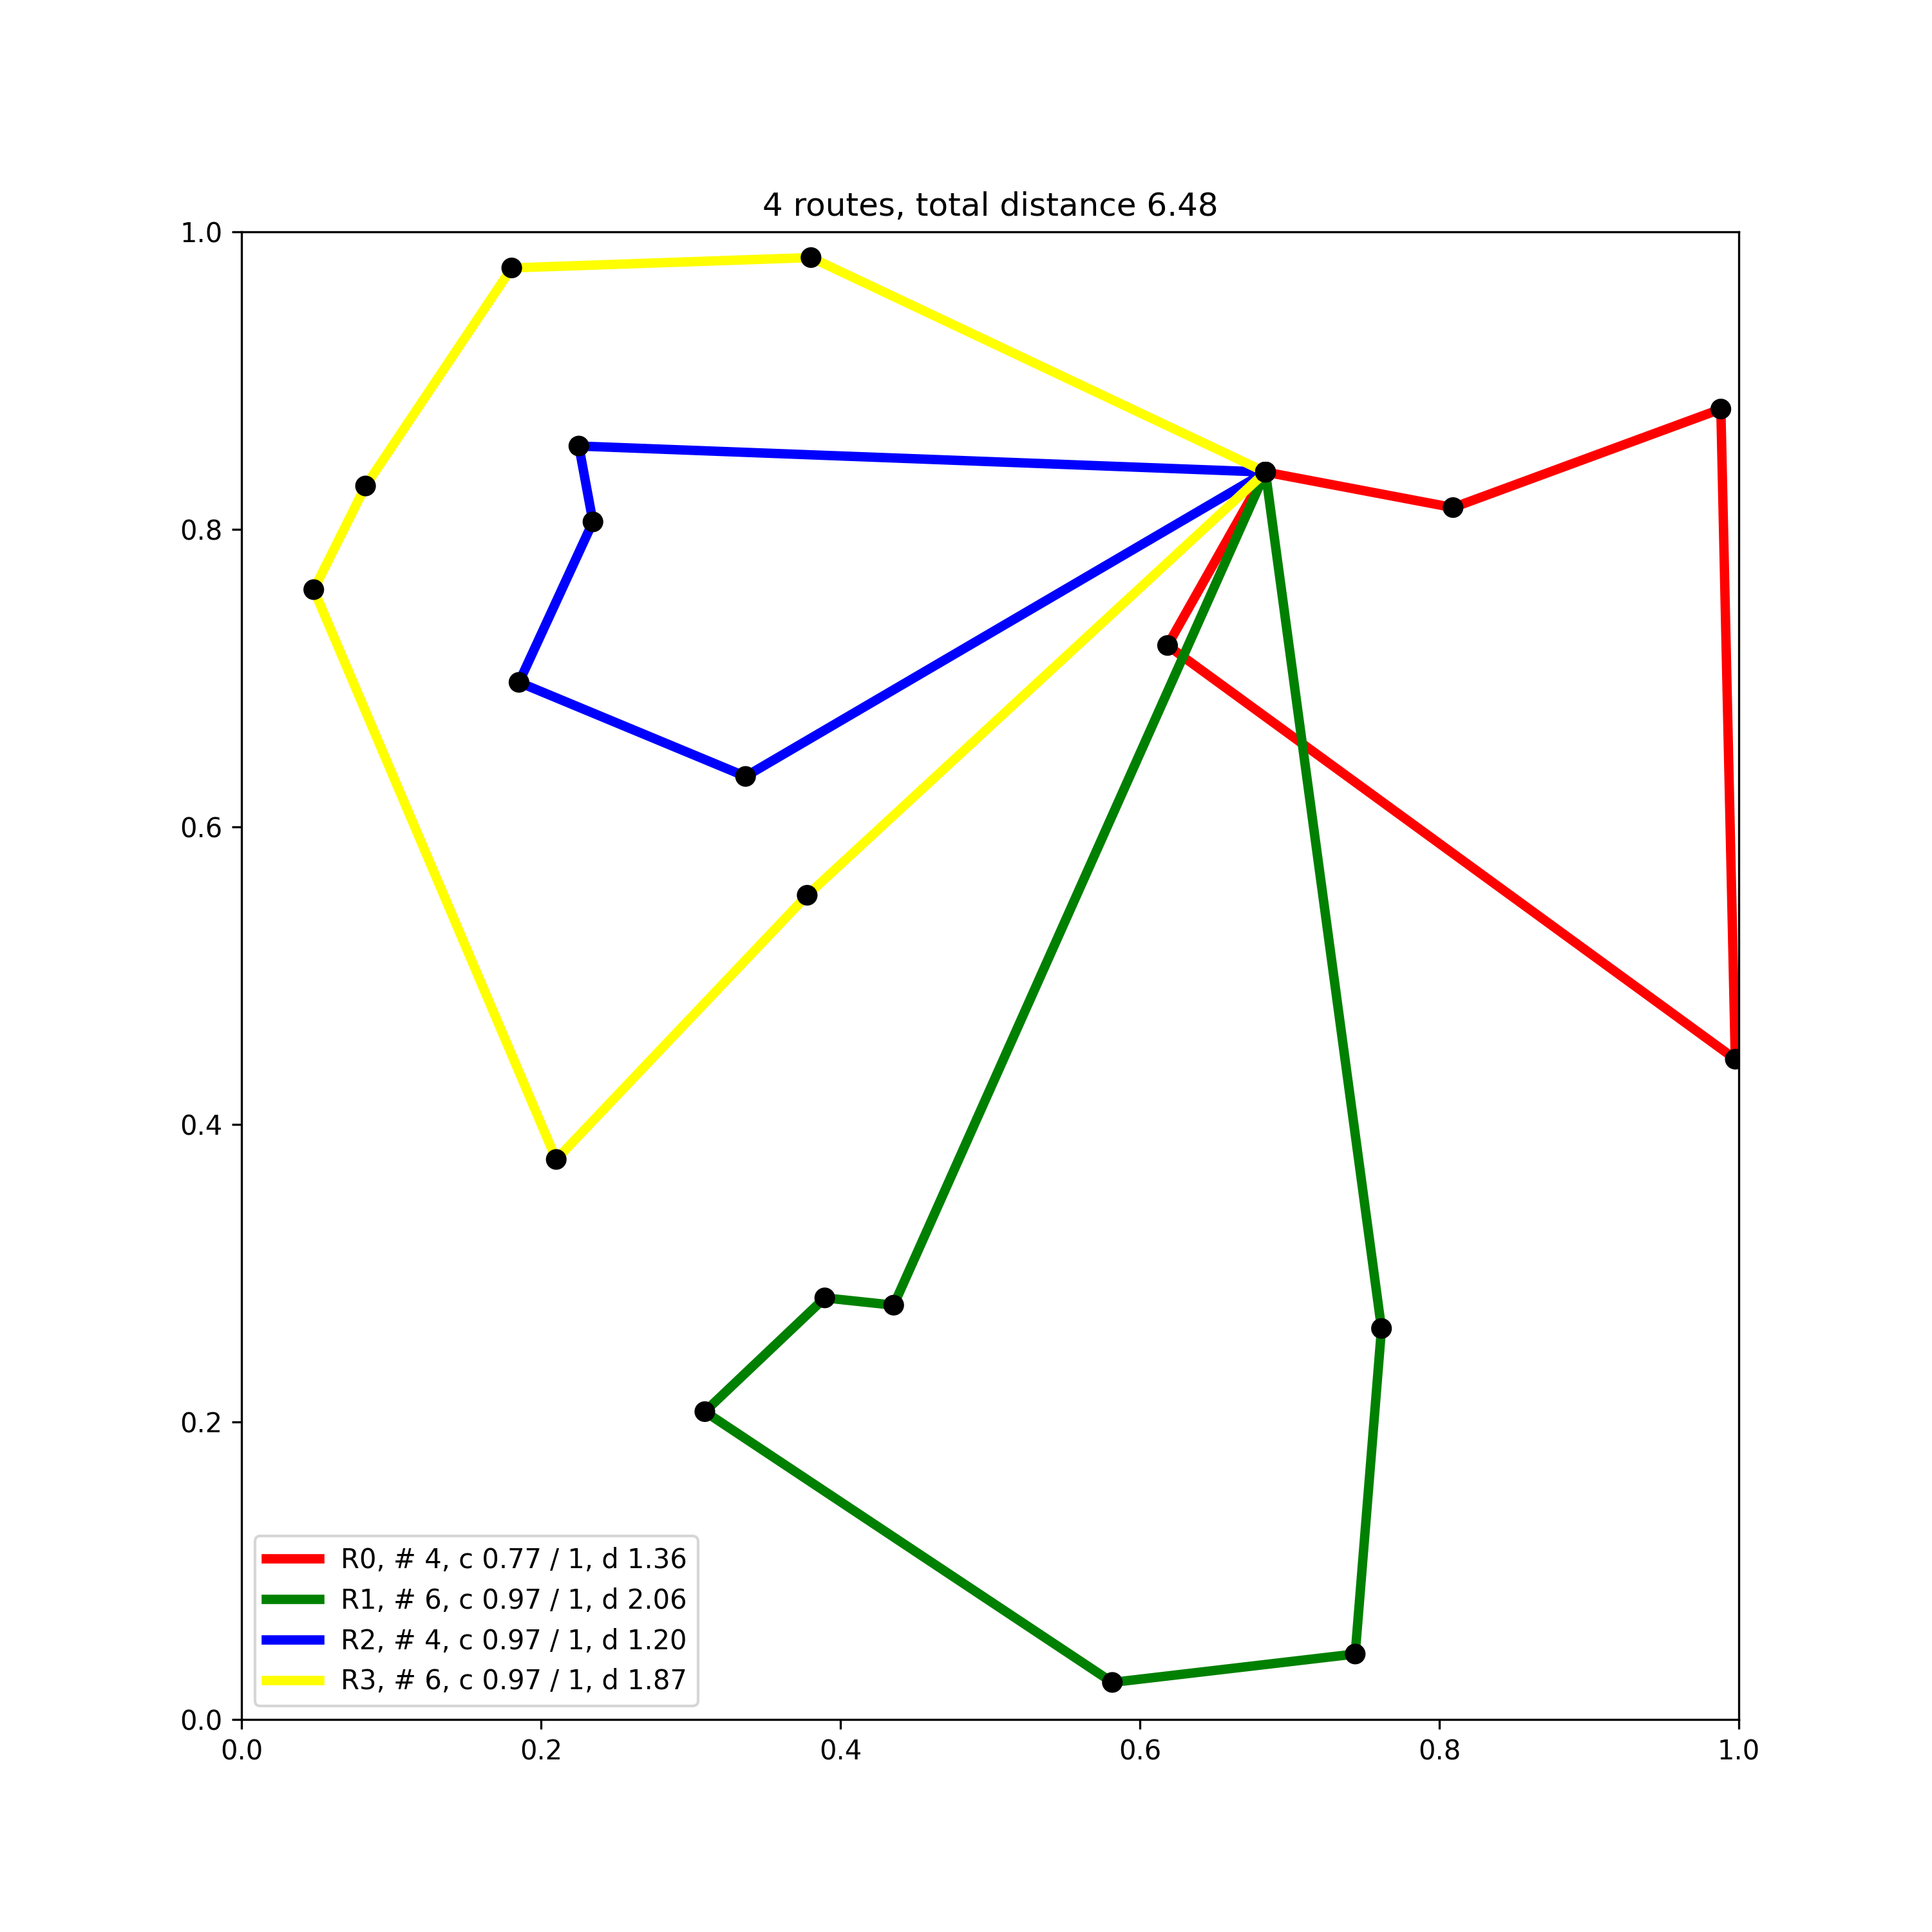 4 routes, total distance 6.48
1.0
0.8
0.6
0.4
0.2
0.0
R0, # 4, c 0.77 / 1, d 1.36
R1, # 6, c 0.97 / 1, d 2.06
R2, # 4, c 0.97 / 1, d 1.20
R3, # 6, c 0.97 / 1, d 1.87
0.0 0.2 0.4 0.6 0.8 1.0